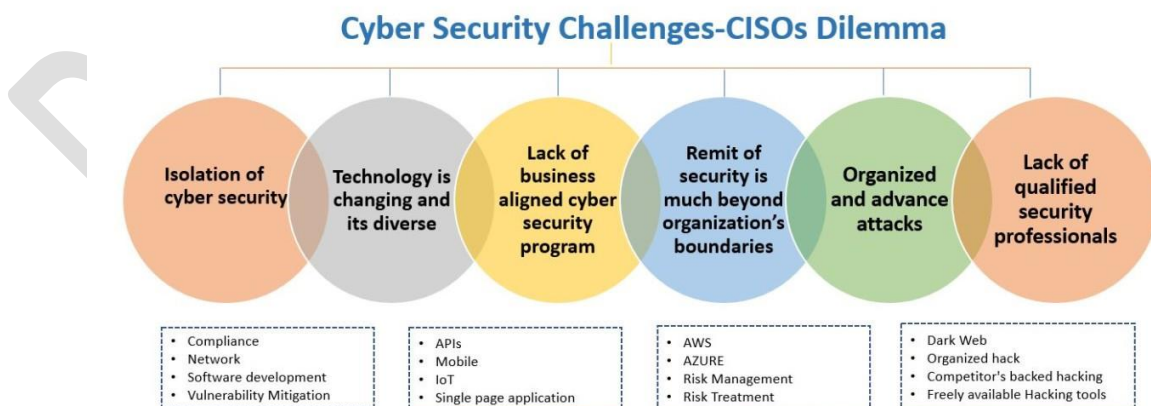 Cyber Security Challenges-CISOs Dilemma
Isolation of
cyber security
Technology is
changing and
its diverse
Lack of
business
aligned cyber
security
program
Remit of
security is
much beyond
organization's
boundaries
Organized
and advance
attacks
Lack of
qualified
security
professionals
• Compliance
• Network
• Software development
• Vulnerability Mitigation
• APIs
• Mobile
• IoT
• Single page application
• AWS
• AZURE
• Risk Management
• Risk Treatment
• Dark Web
• Organized hack
• Competitor's backed hacking
• Freely available Hacking tools